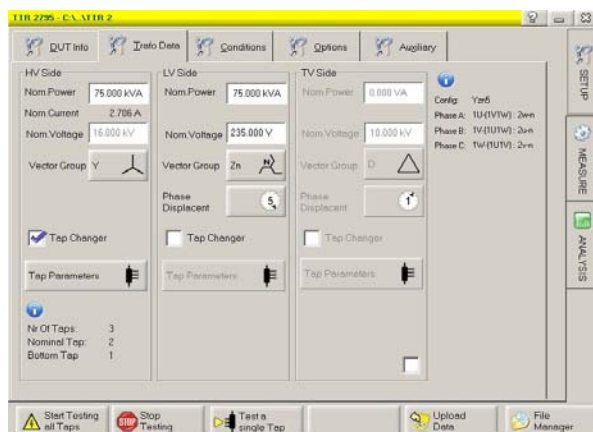 TTR 2795 - C:\..\TTR 2
DUT Info
Trafo Data
Conditions
Options
Auxiliary
HV Side
Nom.Power 75.000 kVA
Nom.Current 2.706 A
Nom.Voltage 16.000 kV
Vector Group Y
Tap Changer
Tap Parameters
Nr Of Taps: 3
Nominal Tap: 2
Bottom Tap 1
LV Side
Nom.Power 75.000 kVA
Nom.Voltage 235.000 V
Vector Group Zn
Phase
Displacent 5
Tap Changer
Tap Parameters
TV Side
Nom.Power 0.000 VA
Nom.Voltage 10.000 kV
Vector Group D
Phase
Displacent 1
Tap Changer
Tap Parameters
Config: Yzn5
Phase A: 1U-(1V1W) : 2w-n
Phase B: 1V-(1U1W) : 2u-n
Phase C: 1W-(1U1V) : 2v-n
SETUP
MEASURE
ANALYSIS
Start Testing
all Taps
STOP
Stop
Testing
Test a
single Tap
Upload
Data
File
Manager